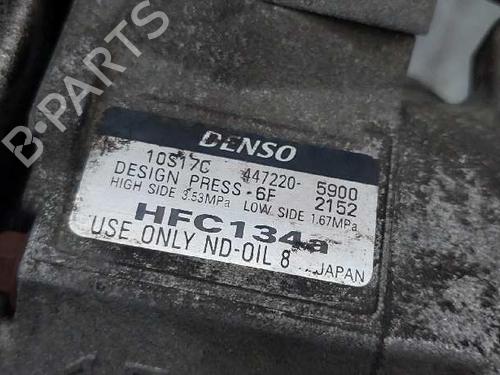 B-PARTS
DENSO
10S17C 447220- 5900
DESIGN PRESS-6F 2152
HIGH SIDE 3.53MPa LOW SIDE 1.67MPa
HFC134a
USE ONLY ND-OIL 8
JAPAN